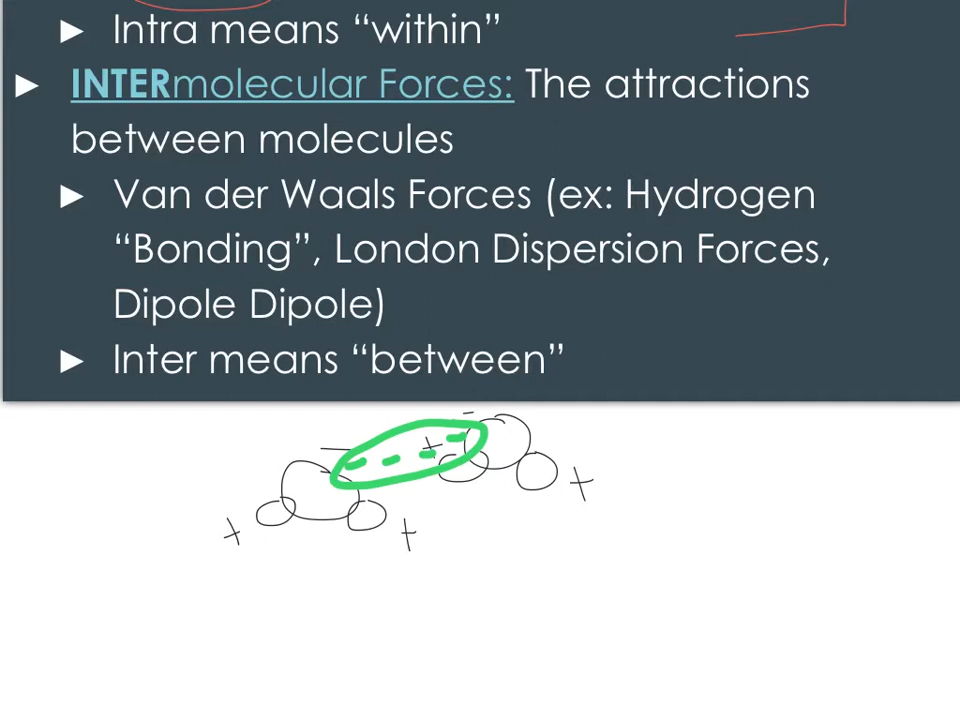 ► Intra means “within”
► INTERmolecular Forces: The attractions
between molecules
► Van der Waals Forces (ex: Hydrogen
“Bonding”, London Dispersion Forces,
Dipole Dipole)
► Inter means “between”
-
- +
+
+ +